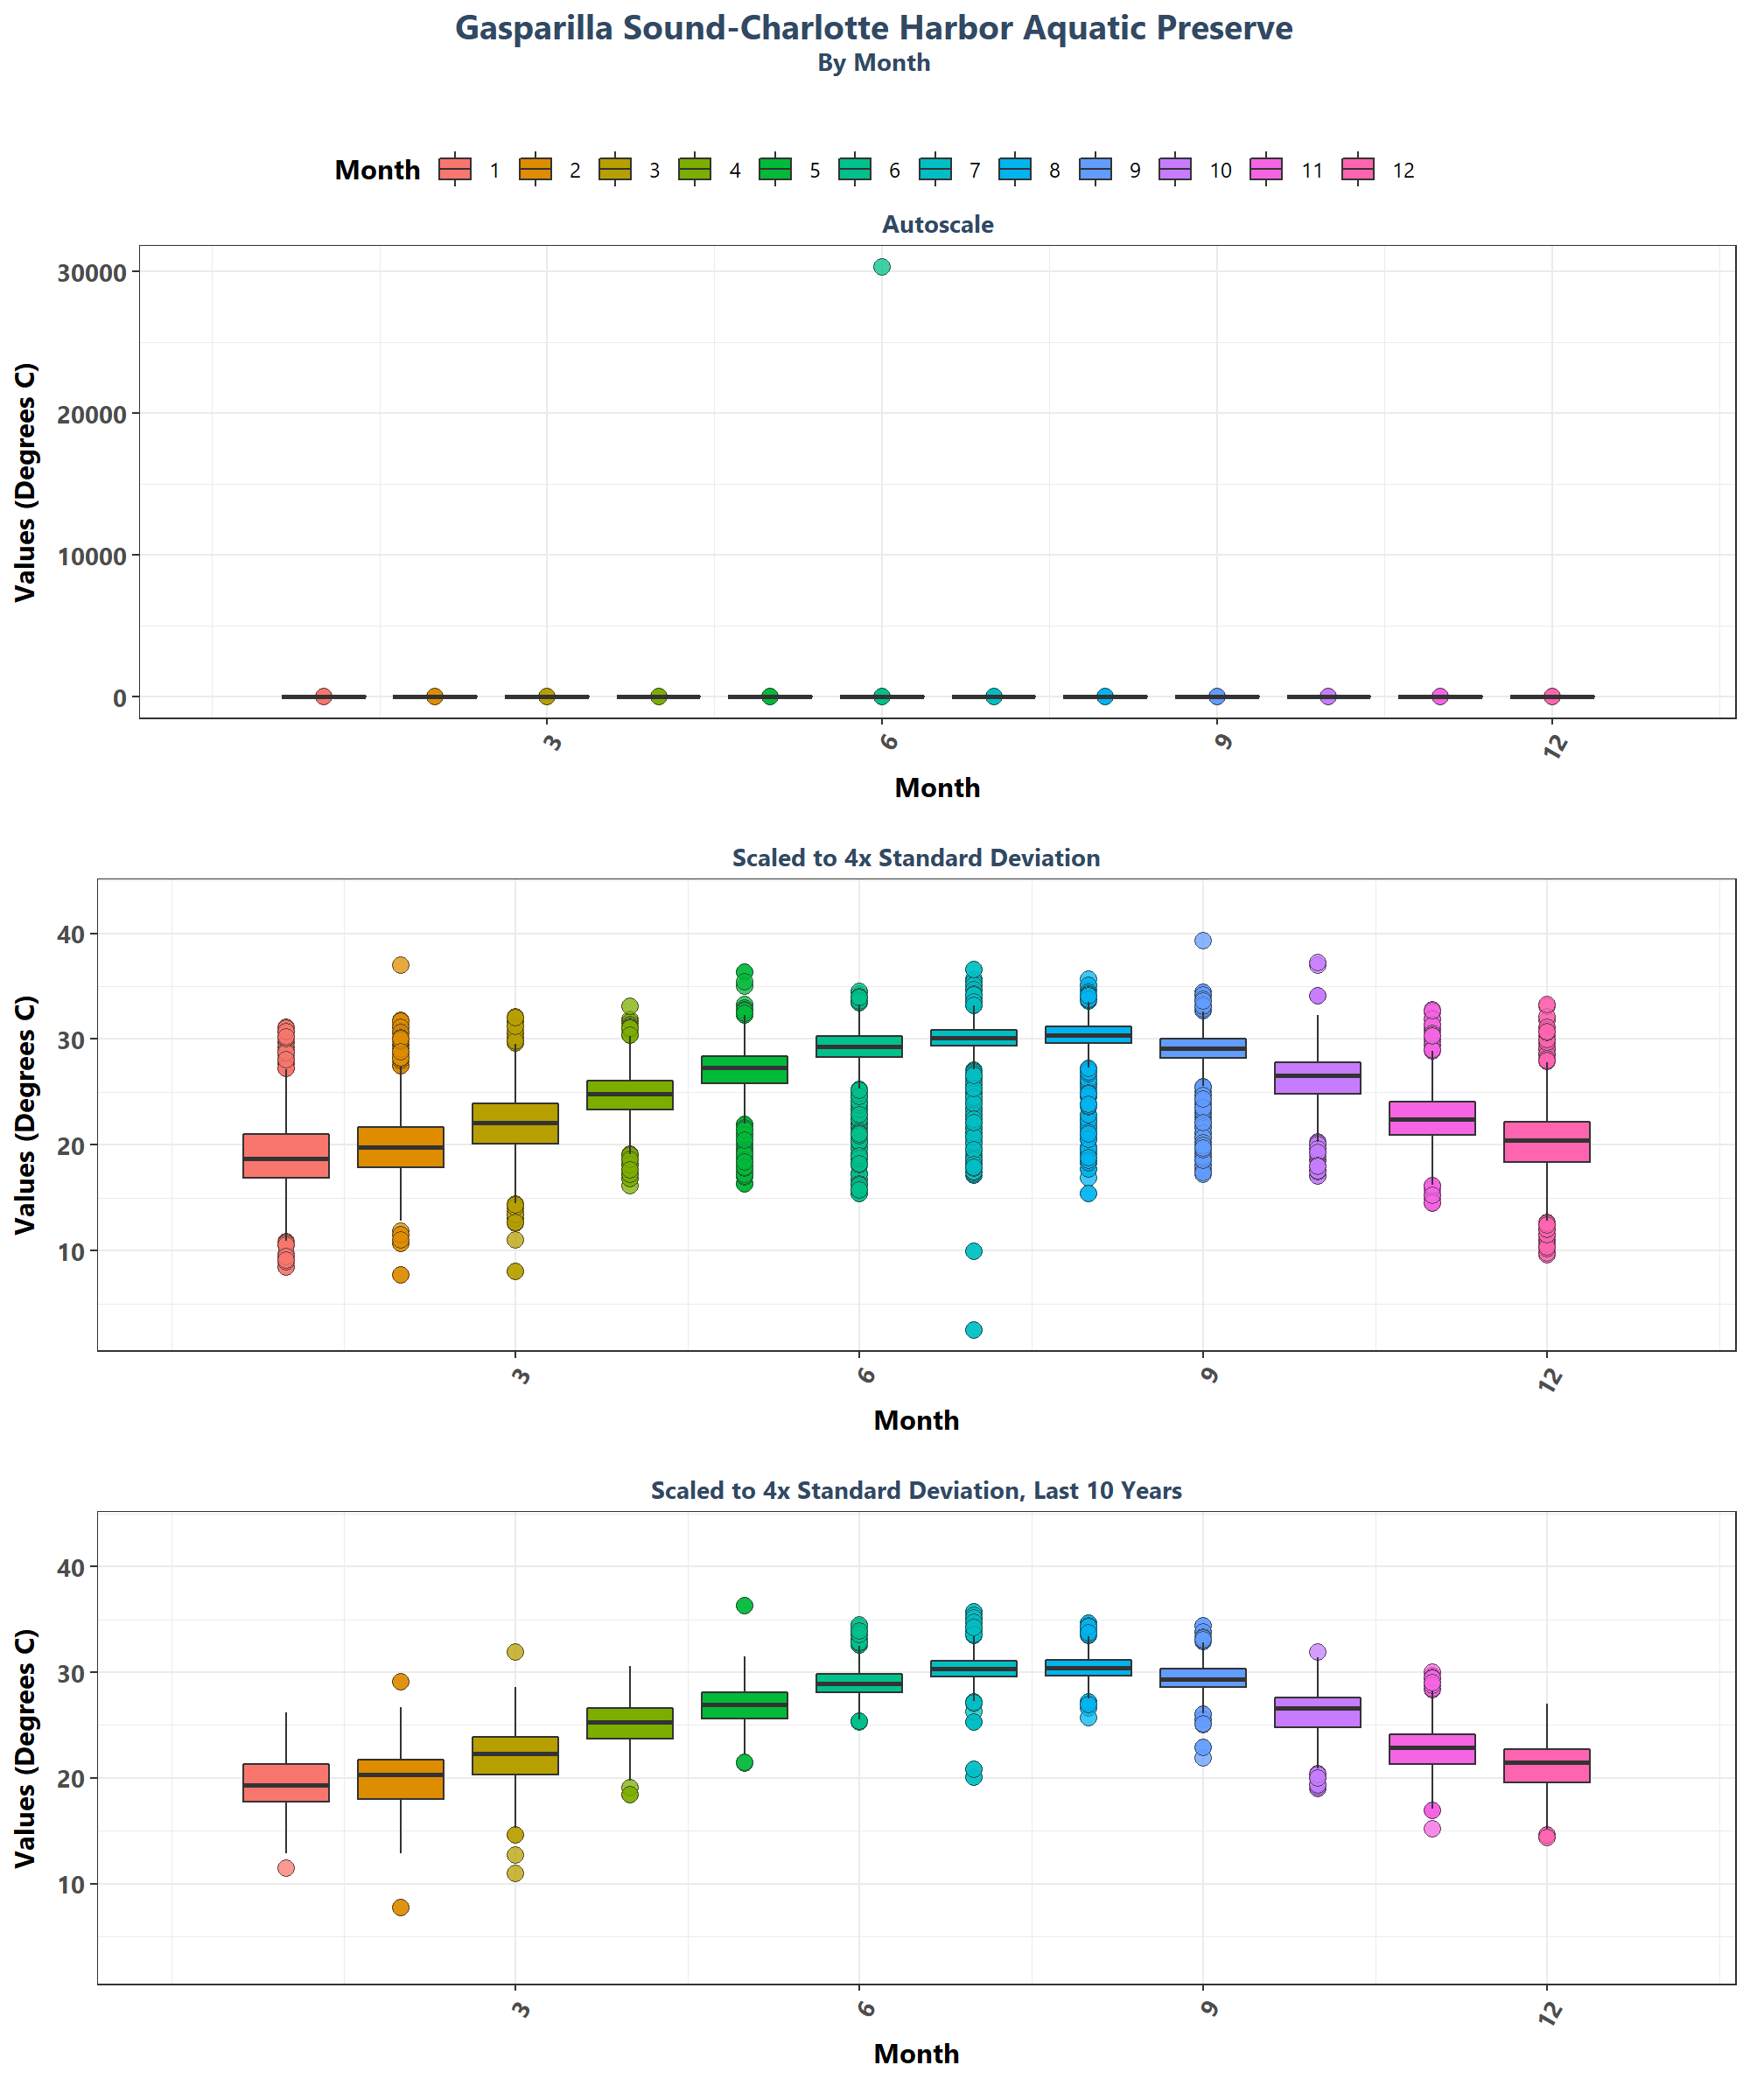 Gasparilla Sound-Charlotte Harbor Aquatic Preserve
By Month
Month 1 2 3 4 5 6 7 8 9 10 11 12
Autoscale
Values (Degrees C)
30000
20000
10000
0
3 6 9 12
Month
Scaled to 4x Standard Deviation
Values (Degrees C)
40
30
20
10
3 6 9 12
Month
Scaled to 4x Standard Deviation, Last 10 Years
Values (Degrees C)
40
30
20
10
3 6 9 12
Month